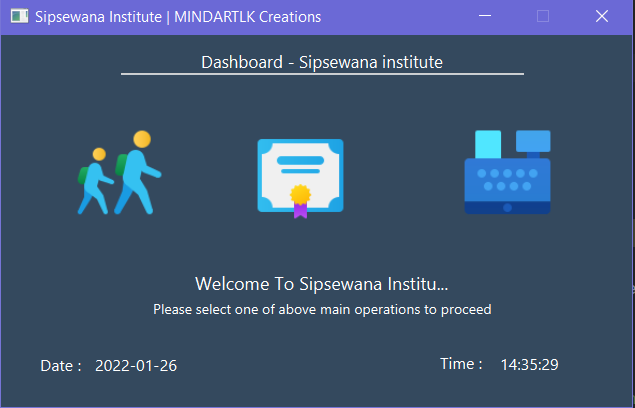 Sipsewana Institute | MINDARTLK Creations
Dashboard - Sipsewana institute
Welcome To Sipsewana Institu...
Please select one of above main operations to proceed
Date : 2022-01-26
Time : 14:35:29